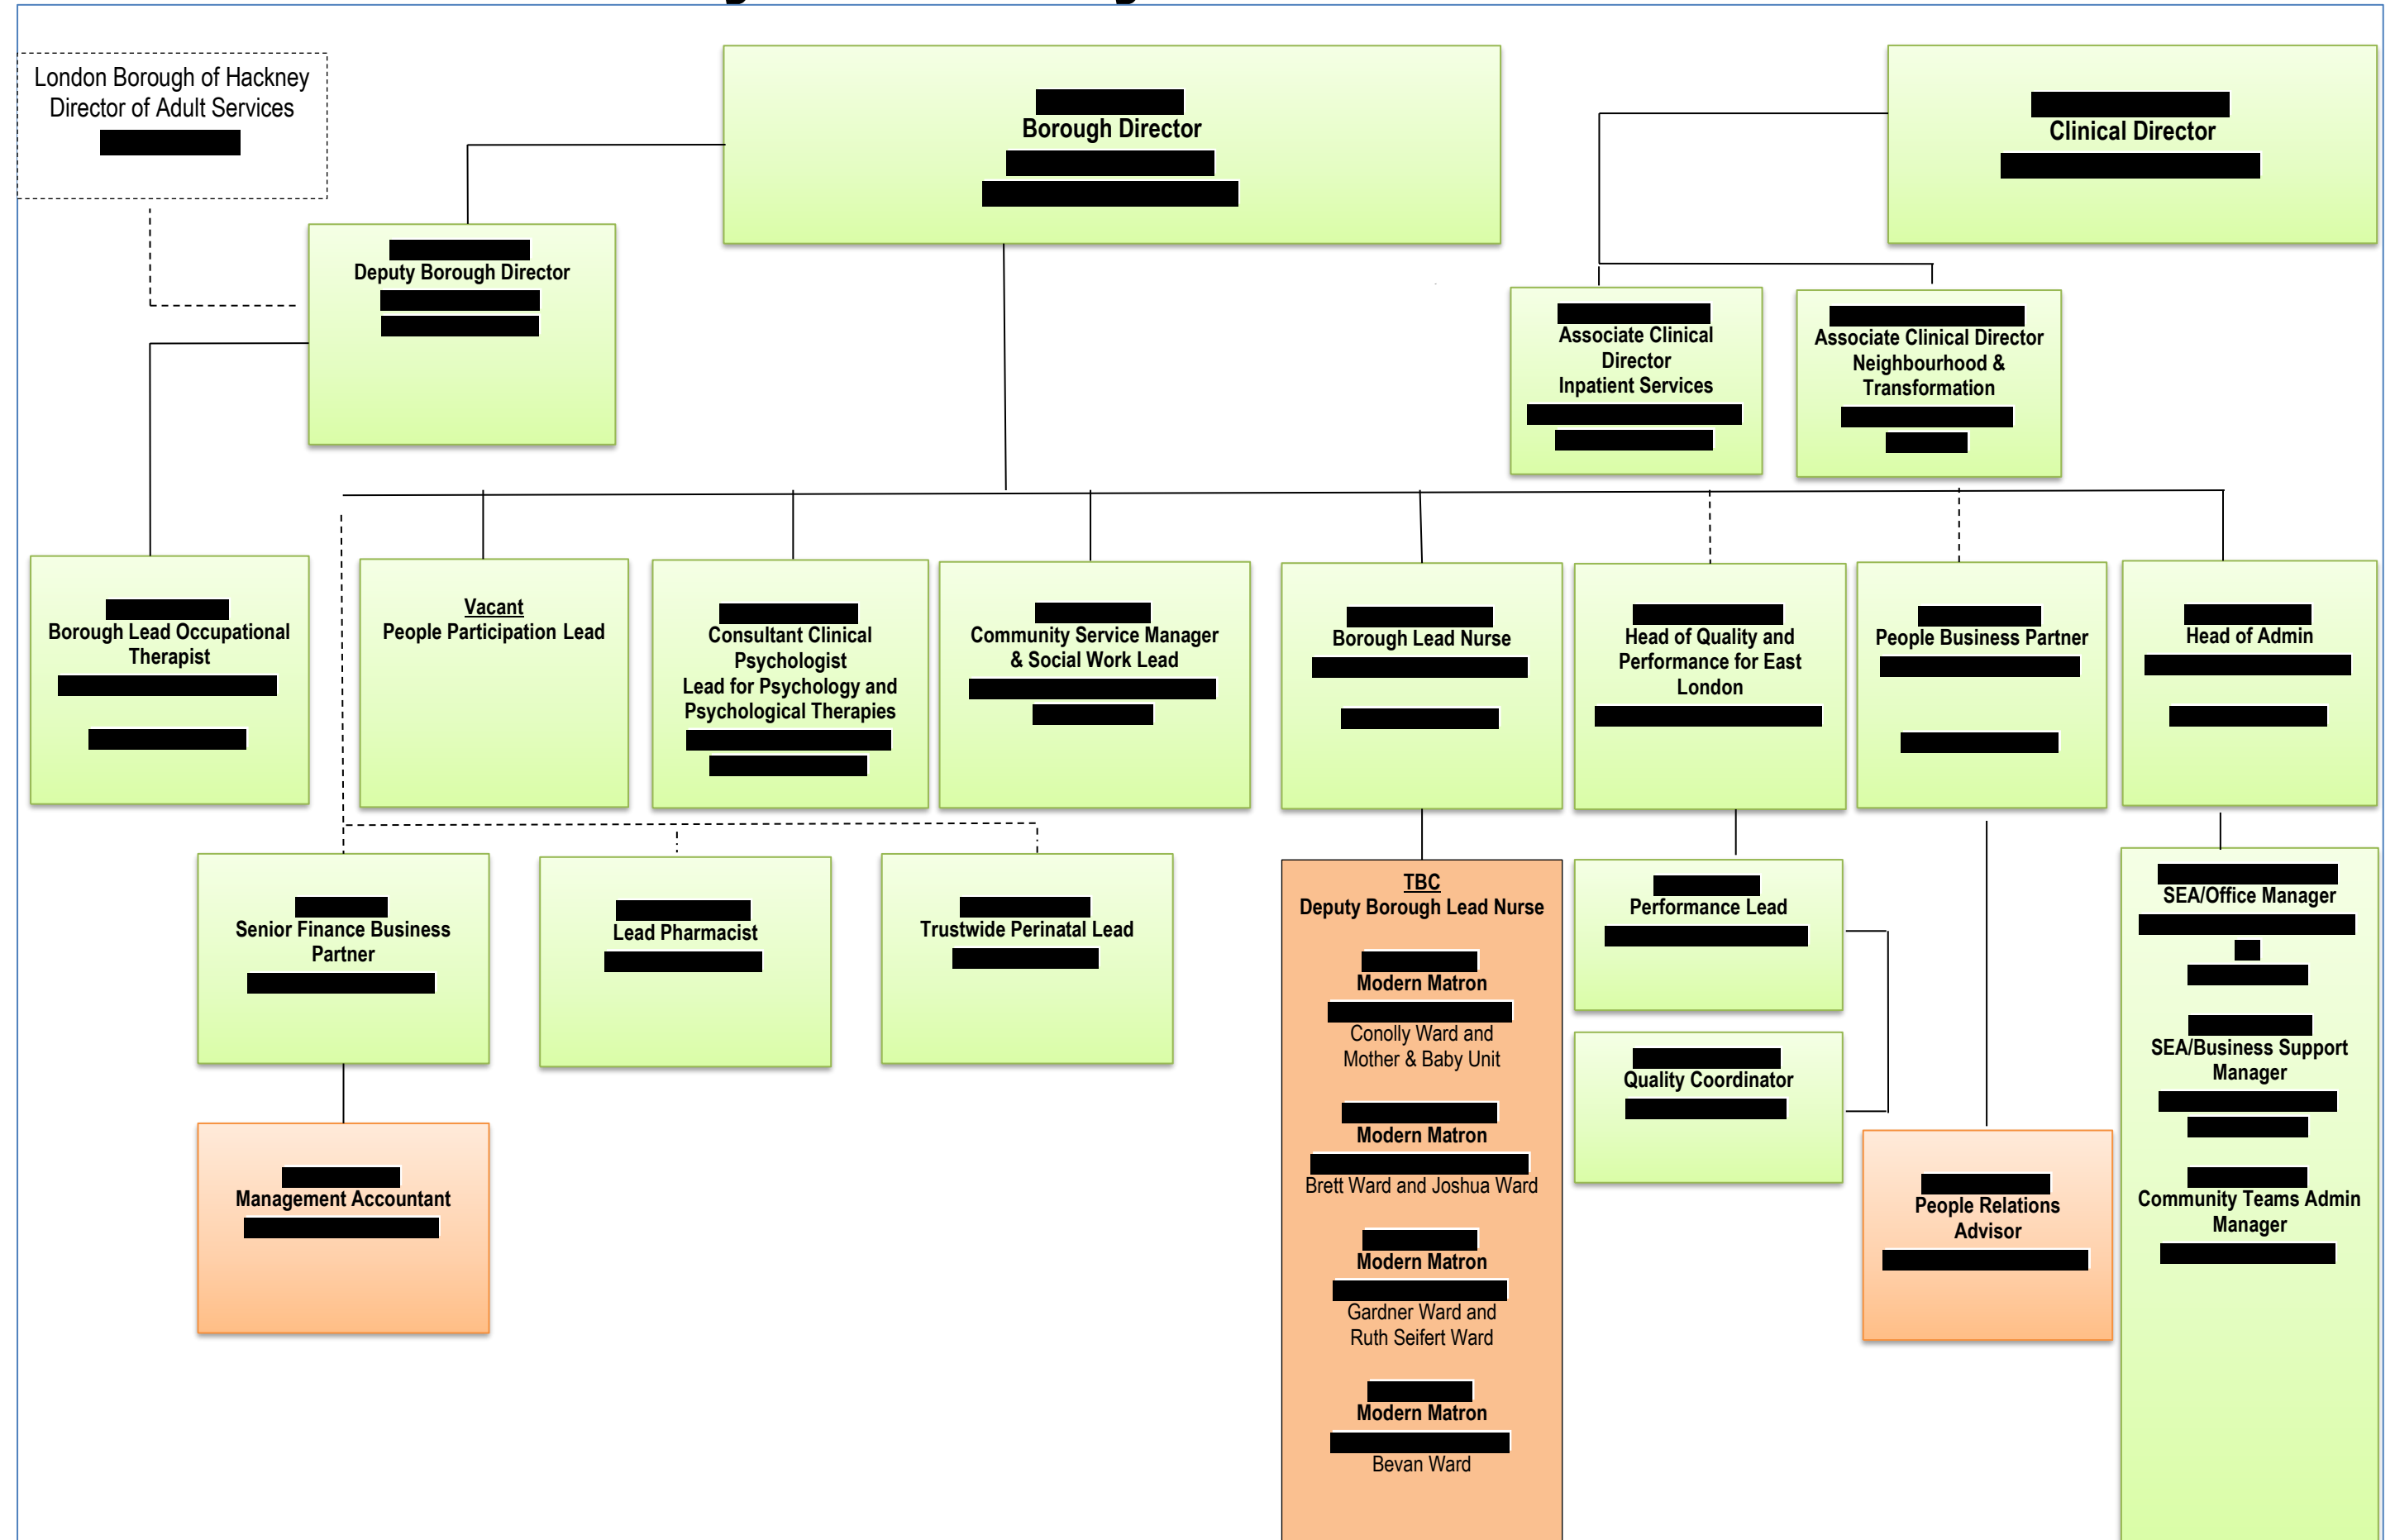 London Borough of Hackney
Director of Adult Services
Borough Director
Clinical Director
Deputy Borough Director
Associate Clinical
Director
Inpatient Services
Associate Clinical Director
Neighbourhood &
Transformation
Borough Lead Occupational
Therapist
Vacant
People Participation Lead
Consultant Clinical
Psychologist
Lead for Psychology and
Psychological Therapies
Community Service Manager
& Social Work Lead
Borough Lead Nurse
Head of Quality and
Performance for East
London
People Business Partner
Head of Admin
Senior Finance Business
Partner
Lead Pharmacist
Trustwide Perinatal Lead
TBC
Deputy Borough Lead Nurse
Modern Matron
Conolly Ward and
Mother & Baby Unit
Modern Matron
Brett Ward and Joshua Ward
Modern Matron
Gardner Ward and
Ruth Seifert Ward
Modern Matron
Bevan Ward
Performance Lead
Quality Coordinator
People Relations
Advisor
SEA/Office Manager
SEA/Business Support
Manager
Community Teams Admin
Manager
Management Accountant